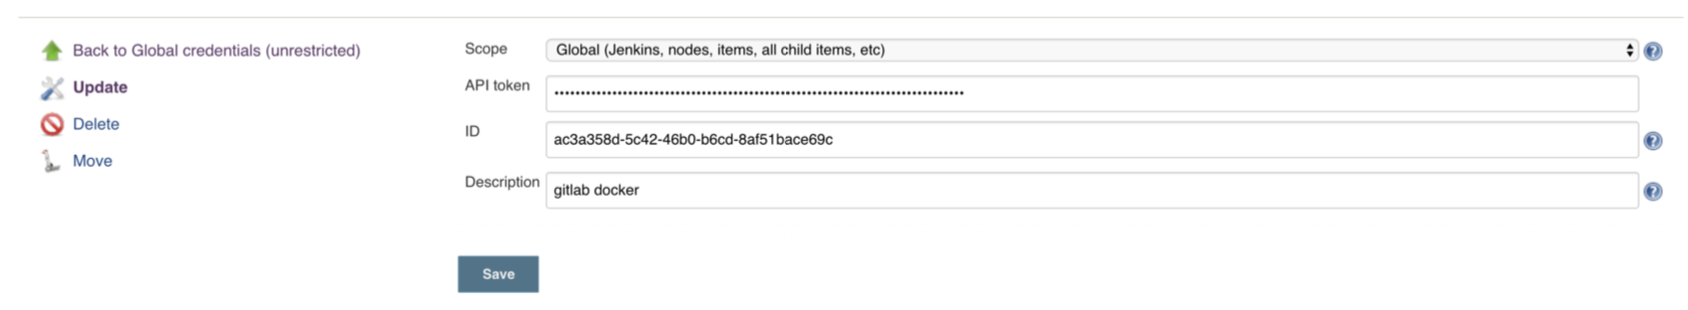 Back to Global credentials (unrestricted)
Update
Delete
Move
Scope
Global (Jenkins, nodes, items, all child items, etc)
API token
••••••••••••••••••••••••••••••••••••••••••••••••••••••••••••••••••••••••••••••
ID
ac3a358d-5c42-46b0-b6cd-8af51bace69c
Description
gitlab docker
Save